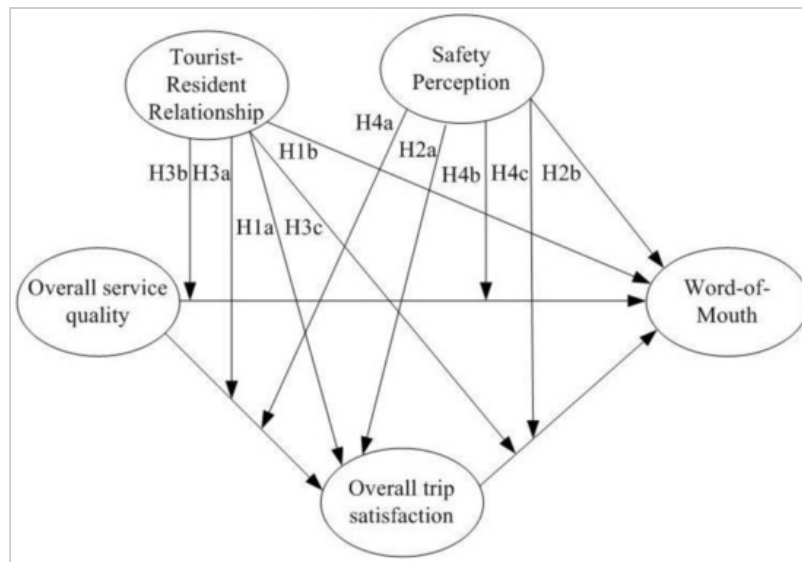 Tourist-
Resident
Relationship
Safety
Perception
H4a
H1b
H2a
H3b
H3a
H4b
H4c
H2b
H1a
H3c
Overall service
quality
Word-of-
Mouth
Overall trip
satisfaction